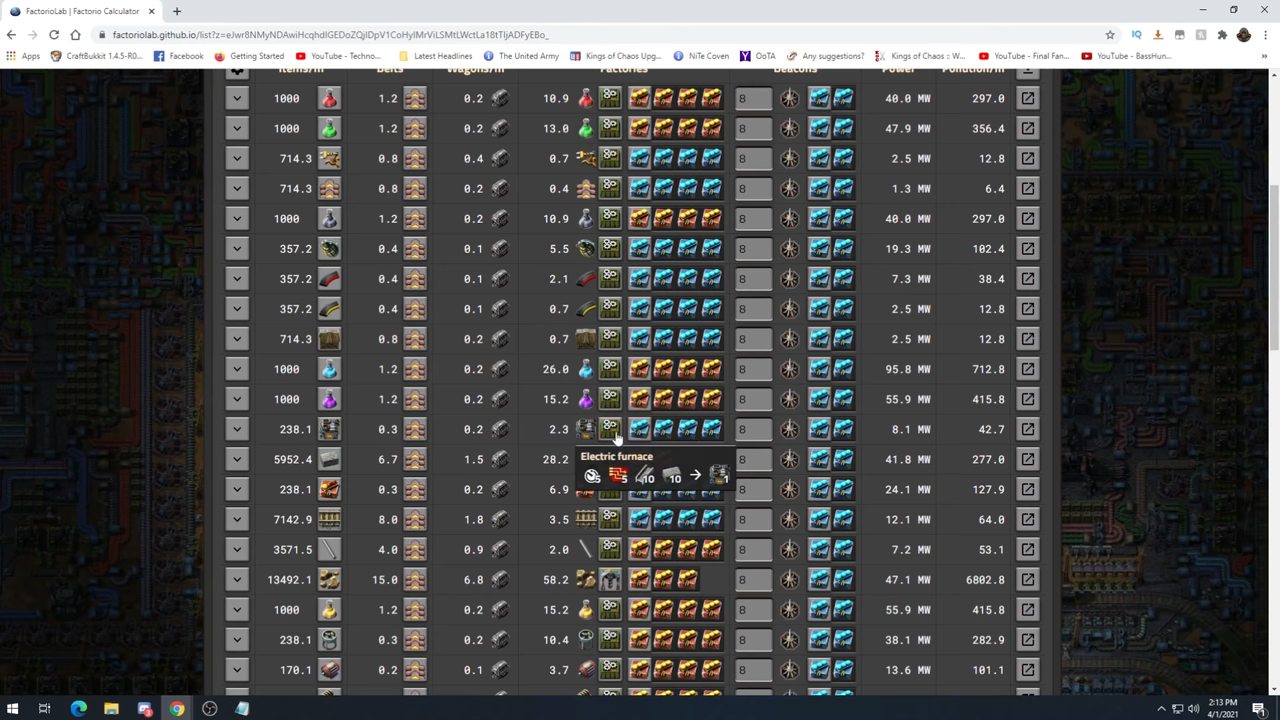 FactorioLab | Factorio Calculator
factoriolab.github.io/list?z=
Apps CraftBukkit 1.4.5-R0... Facebook Getting Started YouTube - Techno... Latest Headlines The United Army Kings of Chaos Upg... NiTe Coven OoTA Any suggestions? Kings of Chaos :: W... YouTube - Final Fan... YouTube - BassHun...
Items/m Belts Wagons/m Factories Beacons Power Pollution/m
1000 1.2 0.2 10.9 8 40.0 MW 297.0
1000 1.2 0.2 13.0 8 47.9 MW 356.4
714.3 0.8 0.4 0.7 8 2.5 MW 12.8
714.3 0.8 0.2 0.4 8 1.3 MW 6.4
1000 1.2 0.2 10.9 8 40.0 MW 297.0
357.2 0.4 0.1 5.5 8 19.3 MW 102.4
357.2 0.4 0.1 2.1 8 7.3 MW 38.4
357.2 0.4 0.1 0.7 8 2.5 MW 12.8
714.3 0.8 0.2 0.7 8 2.5 MW 12.8
1000 1.2 0.2 26.0 8 95.8 MW 712.8
1000 1.2 0.2 15.2 8 55.9 MW 415.8
238.1 0.3 0.2 2.3 8 8.1 MW 42.7
Electric furnace
5952.4 6.7 1.5 28.2 8 41.8 MW 277.0
5 5 10 10 → 1
238.1 0.3 0.2 6.9 8 24.1 MW 127.9
7142.9 8.0 1.8 3.5 8 12.1 MW 64.0
3571.5 4.0 0.9 2.0 8 7.2 MW 53.1
13492.1 15.0 6.8 58.2 8 47.1 MW 6802.8
1000 1.2 0.2 15.2 8 55.9 MW 415.8
238.1 0.3 0.2 10.4 8 38.1 MW 282.9
170.1 0.2 0.1 3.7 8 13.6 MW 101.1
2:13 PM
4/1/2021